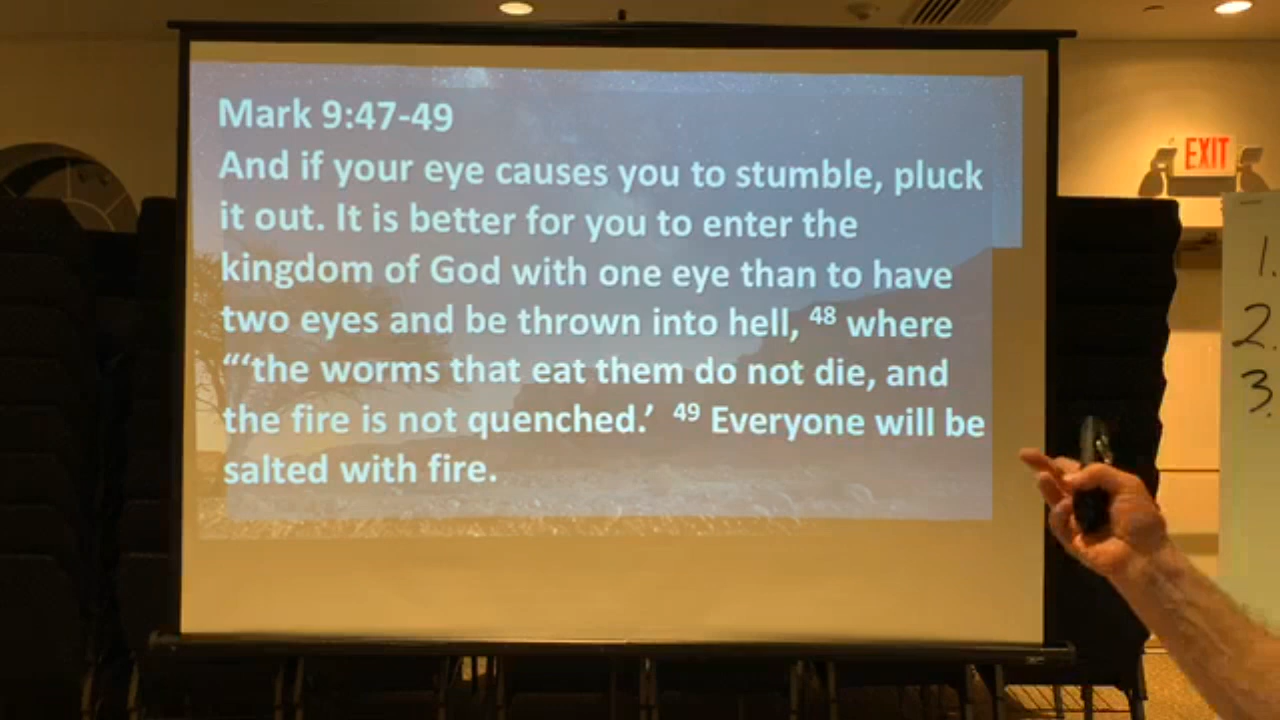 Mark 9:47-49
And if your eye causes you to stumble, pluck
it out. It is better for you to enter the
kingdom of God with one eye than to have
two eyes and be thrown into hell, 48 where
“‘the worms that eat them do not die, and
the fire is not quenched.’ 49 Everyone will be
salted with fire.
EXIT
1.
2.
3.